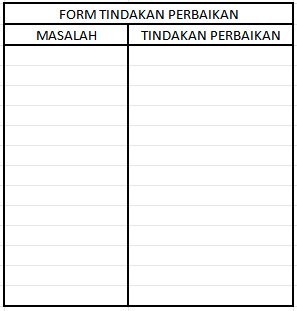 FORM TINDAKAN PERBAIKAN
MASALAH TINDAKAN PERBAIKAN